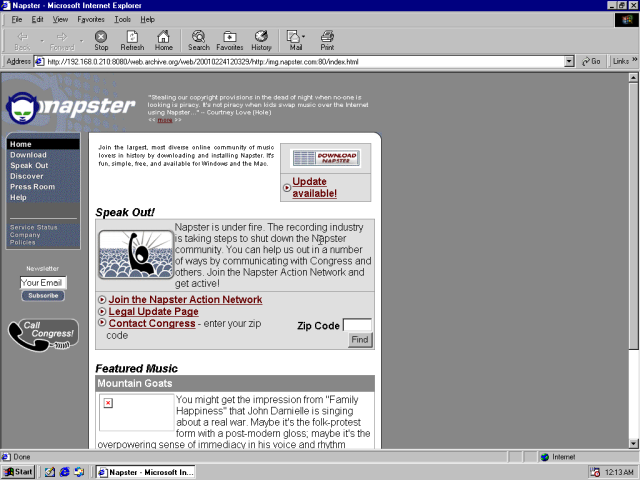 Napster - Microsoft Internet Explorer
File Edit View Favorites Tools Help
Back Forward Stop Refresh Home Search Favorites History Mail Print
Address http://192.168.0.210:8080/web.archive.org/web/20010224120329/http:/img.napster.com:80/index.html Go Links »
napster
"Stealing our copyright provisions in the dead of night when no-one is
looking is piracy. It's not piracy when kids swap music over the Internet
using Napster..." -- Courtney Love (Hole)
<< more >>
Home
Download
Speak Out
Discover
Press Room
Help
Service Status
Company
Policies
Newsletter
Your Email
Subscribe
Call
Congress!
Join the largest, most diverse online community of music
lovers in history by downloading and installing Napster. It's
fun, simple, free, and available for Windows and the Mac.
DOWNLOAD
NAPSTER
Update
available!
Speak Out!
Napster is under fire. The recording industry
is taking steps to shut down the Napster
community. You can help us out in a number
of ways by communicating with Congress and
others. Join the Napster Action Network and
get active!
Join the Napster Action Network
Legal Update Page
Contact Congress - enter your zip
code
Zip Code
Find
Featured Music
Mountain Goats
You might get the impression from "Family
Happiness" that John Darnielle is singing
about a real war. Maybe it's the folk-protest
form with a post-modern gloss; maybe it's the
overpowering sense of immediacy in his voice and rhythm
Done Internet
Start Napster - Microsoft In... 12:13 AM